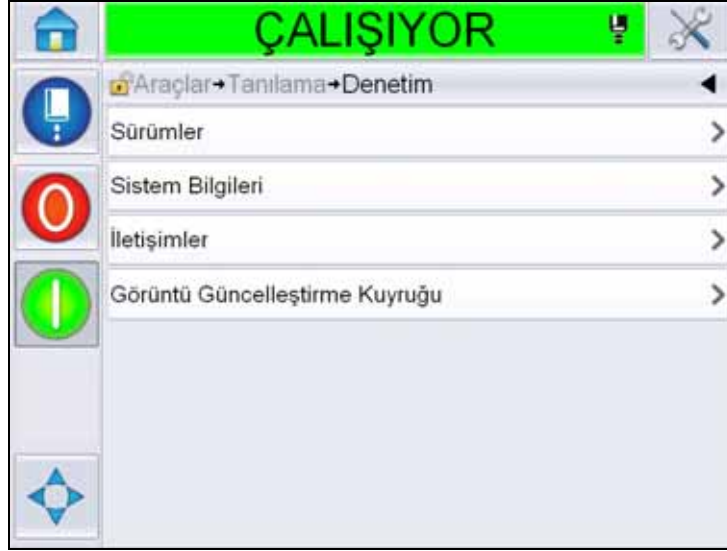 ÇALIŞIYOR
Araçlar→Tanılama→Denetim
Sürümler
Sistem Bilgileri
İletişimler
Görüntü Güncelleştirme Kuyruğu